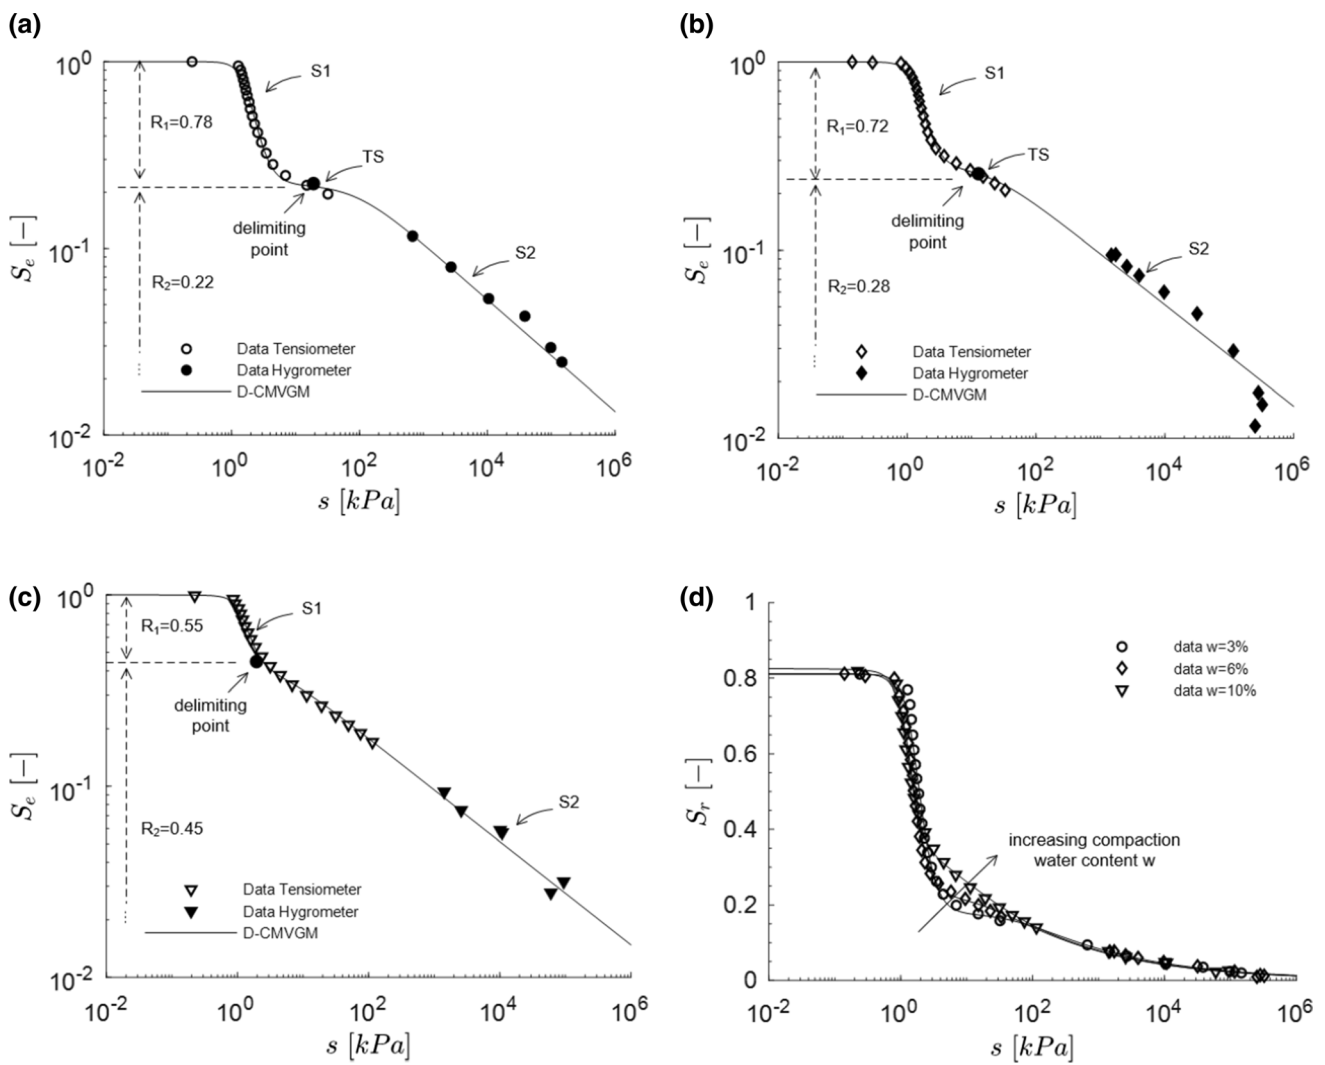 (a)
10⁰
S1
R₁=0.78
TS
delimiting
point
10⁻¹
S2
R₂=0.22
Data Tensiometer
Data Hygrometer
D-CMVGM
10⁻²
Sₑ [−]
10⁻² 10⁰ 10² 10⁴ 10⁶
s [kPa]
(b)
10⁰
S1
R₁=0.72
TS
delimiting
point
10⁻¹
S2
R₂=0.28
Data Tensiometer
Data Hygrometer
D-CMVGM
10⁻²
Sₑ [−]
10⁻² 10⁰ 10² 10⁴ 10⁶
s [kPa]
(c)
10⁰
S1
R₁=0.55
delimiting
point
10⁻¹
S2
R₂=0.45
Data Tensiometer
Data Hygrometer
D-CMVGM
10⁻²
Sₑ [−]
10⁻² 10⁰ 10² 10⁴ 10⁶
s [kPa]
(d)
1
data w=3%
data w=6%
data w=10%
0.8
0.6
0.4
increasing compaction
water content w
0.2
0
Sᵣ [−]
10⁻² 10⁰ 10² 10⁴ 10⁶
s [kPa]